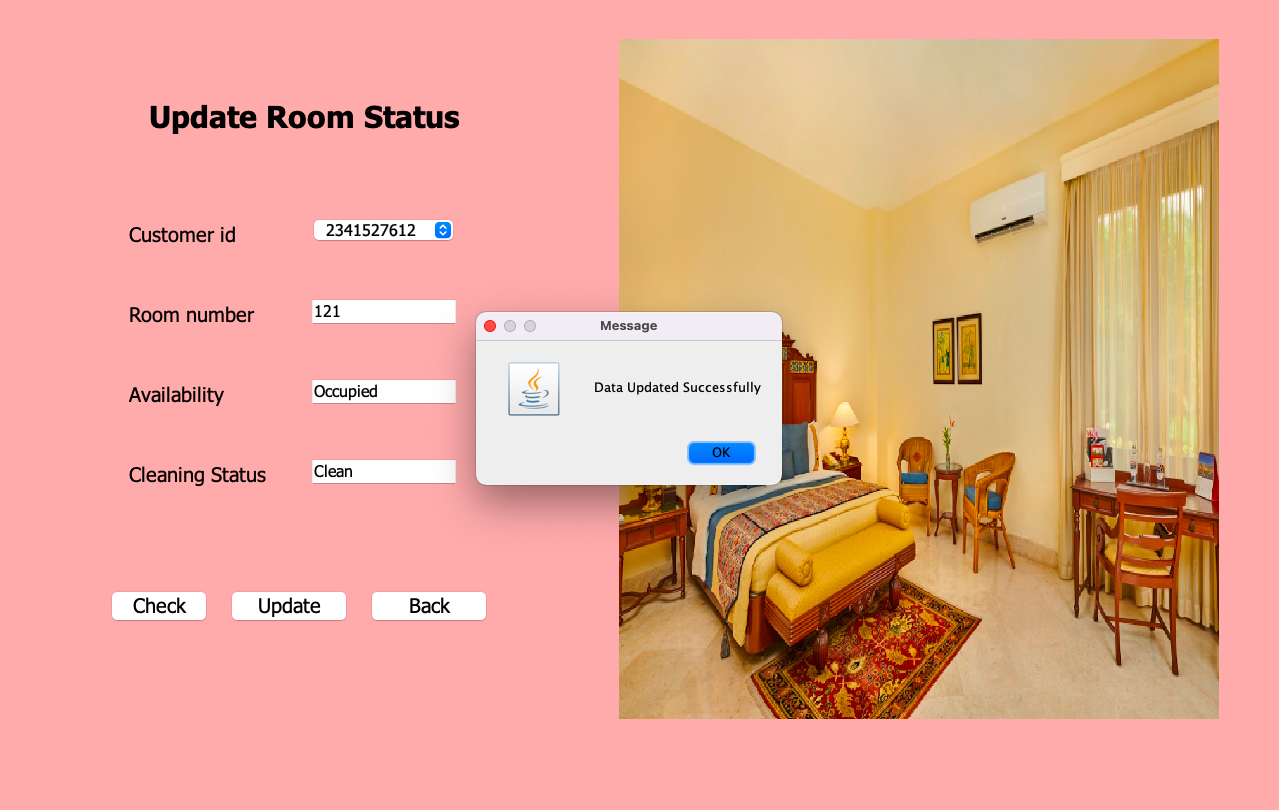 Update Room Status
Customer id 2341527612
Room number 121
Availability Occupied
Cleaning Status Clean
Check Update Back
Message
Data Updated Successfully
OK